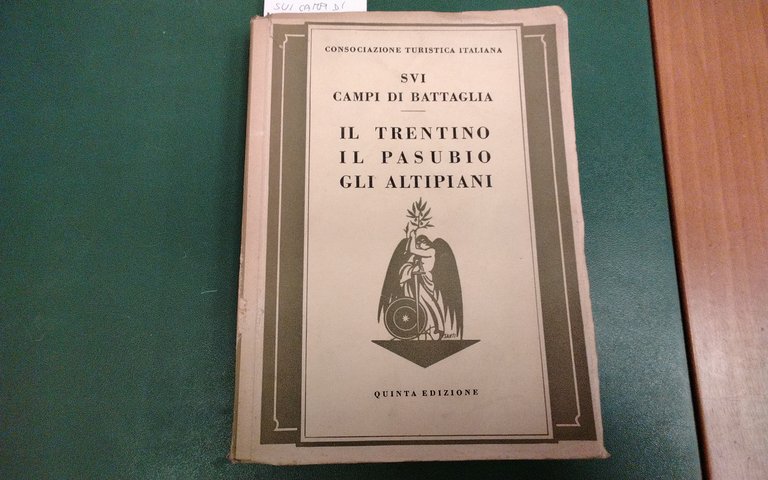 SUI CAMPI DI
CONSOCIAZIONE TURISTICA ITALIANA
SVI
CAMPI DI BATTAGLIA
IL TRENTINO
IL PASUBIO
GLI ALTIPIANI
QUINTA EDIZIONE